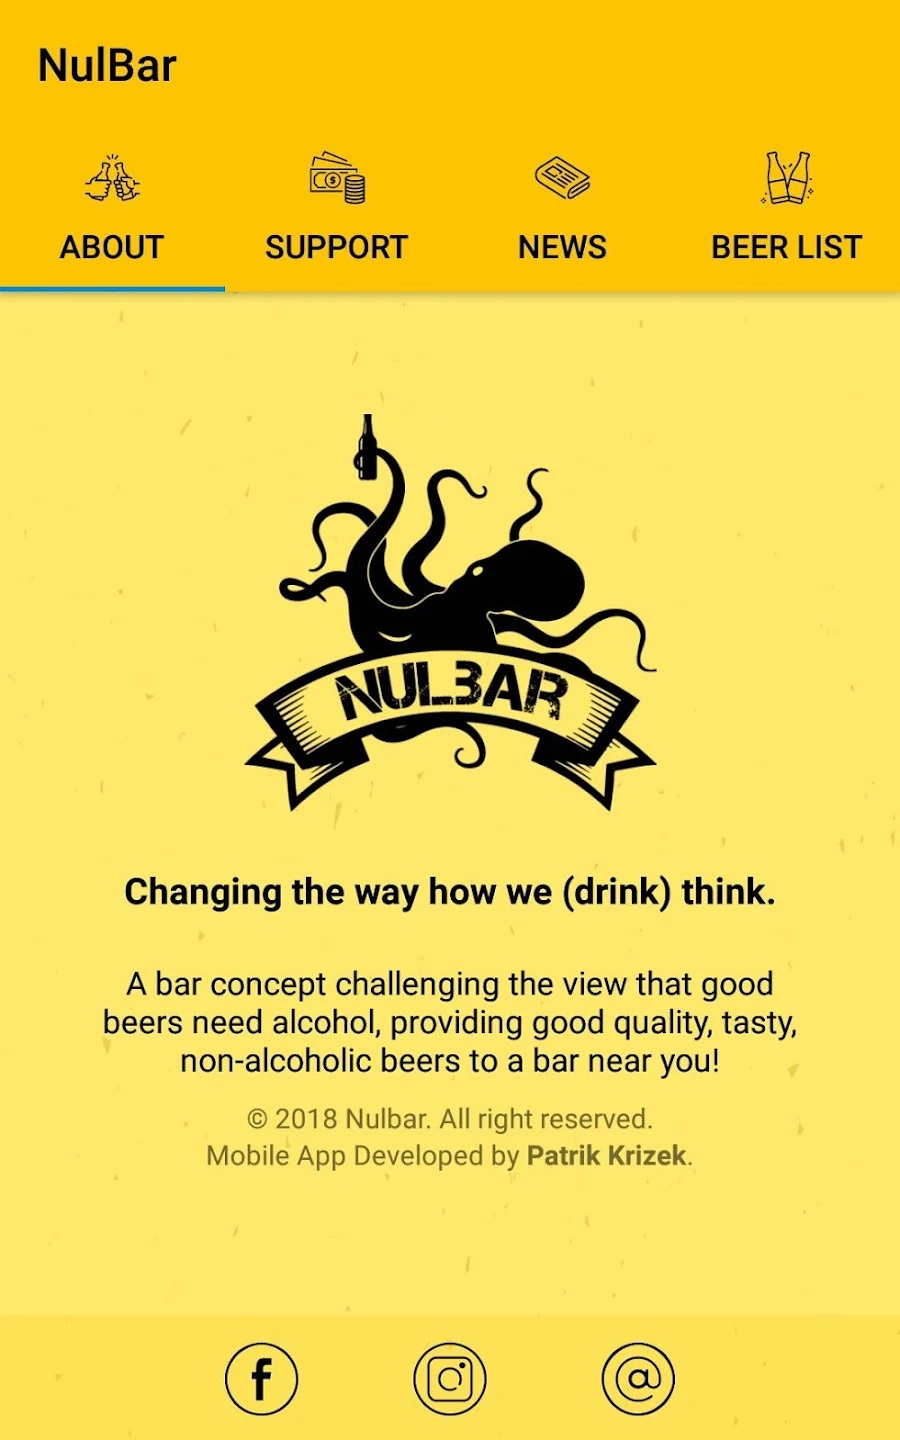 NulBar
ABOUT
SUPPORT
NEWS
BEER LIST
NULBAR
Changing the way how we (drink) think.
A bar concept challenging the view that good
beers need alcohol, providing good quality, tasty,
non-alcoholic beers to a bar near you!
© 2018 Nulbar. All right reserved.
Mobile App Developed by Patrik Krizek.